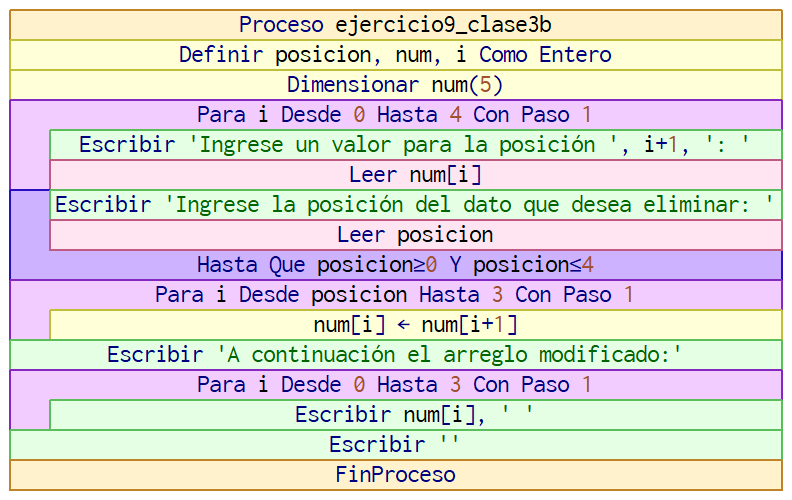 Proceso ejercicio9_clase3b
Definir posicion, num, i Como Entero
Dimensionar num(5)
Para i Desde 0 Hasta 4 Con Paso 1
Escribir 'Ingrese un valor para la posición ', i+1, ': '
Leer num[i]
Escribir 'Ingrese la posición del dato que desea eliminar: '
Leer posicion
Hasta Que posicion≥0 Y posicion≤4
Para i Desde posicion Hasta 3 Con Paso 1
num[i] ← num[i+1]
Escribir 'A continuación el arreglo modificado:'
Para i Desde 0 Hasta 3 Con Paso 1
Escribir num[i], ' '
Escribir ''
FinProceso